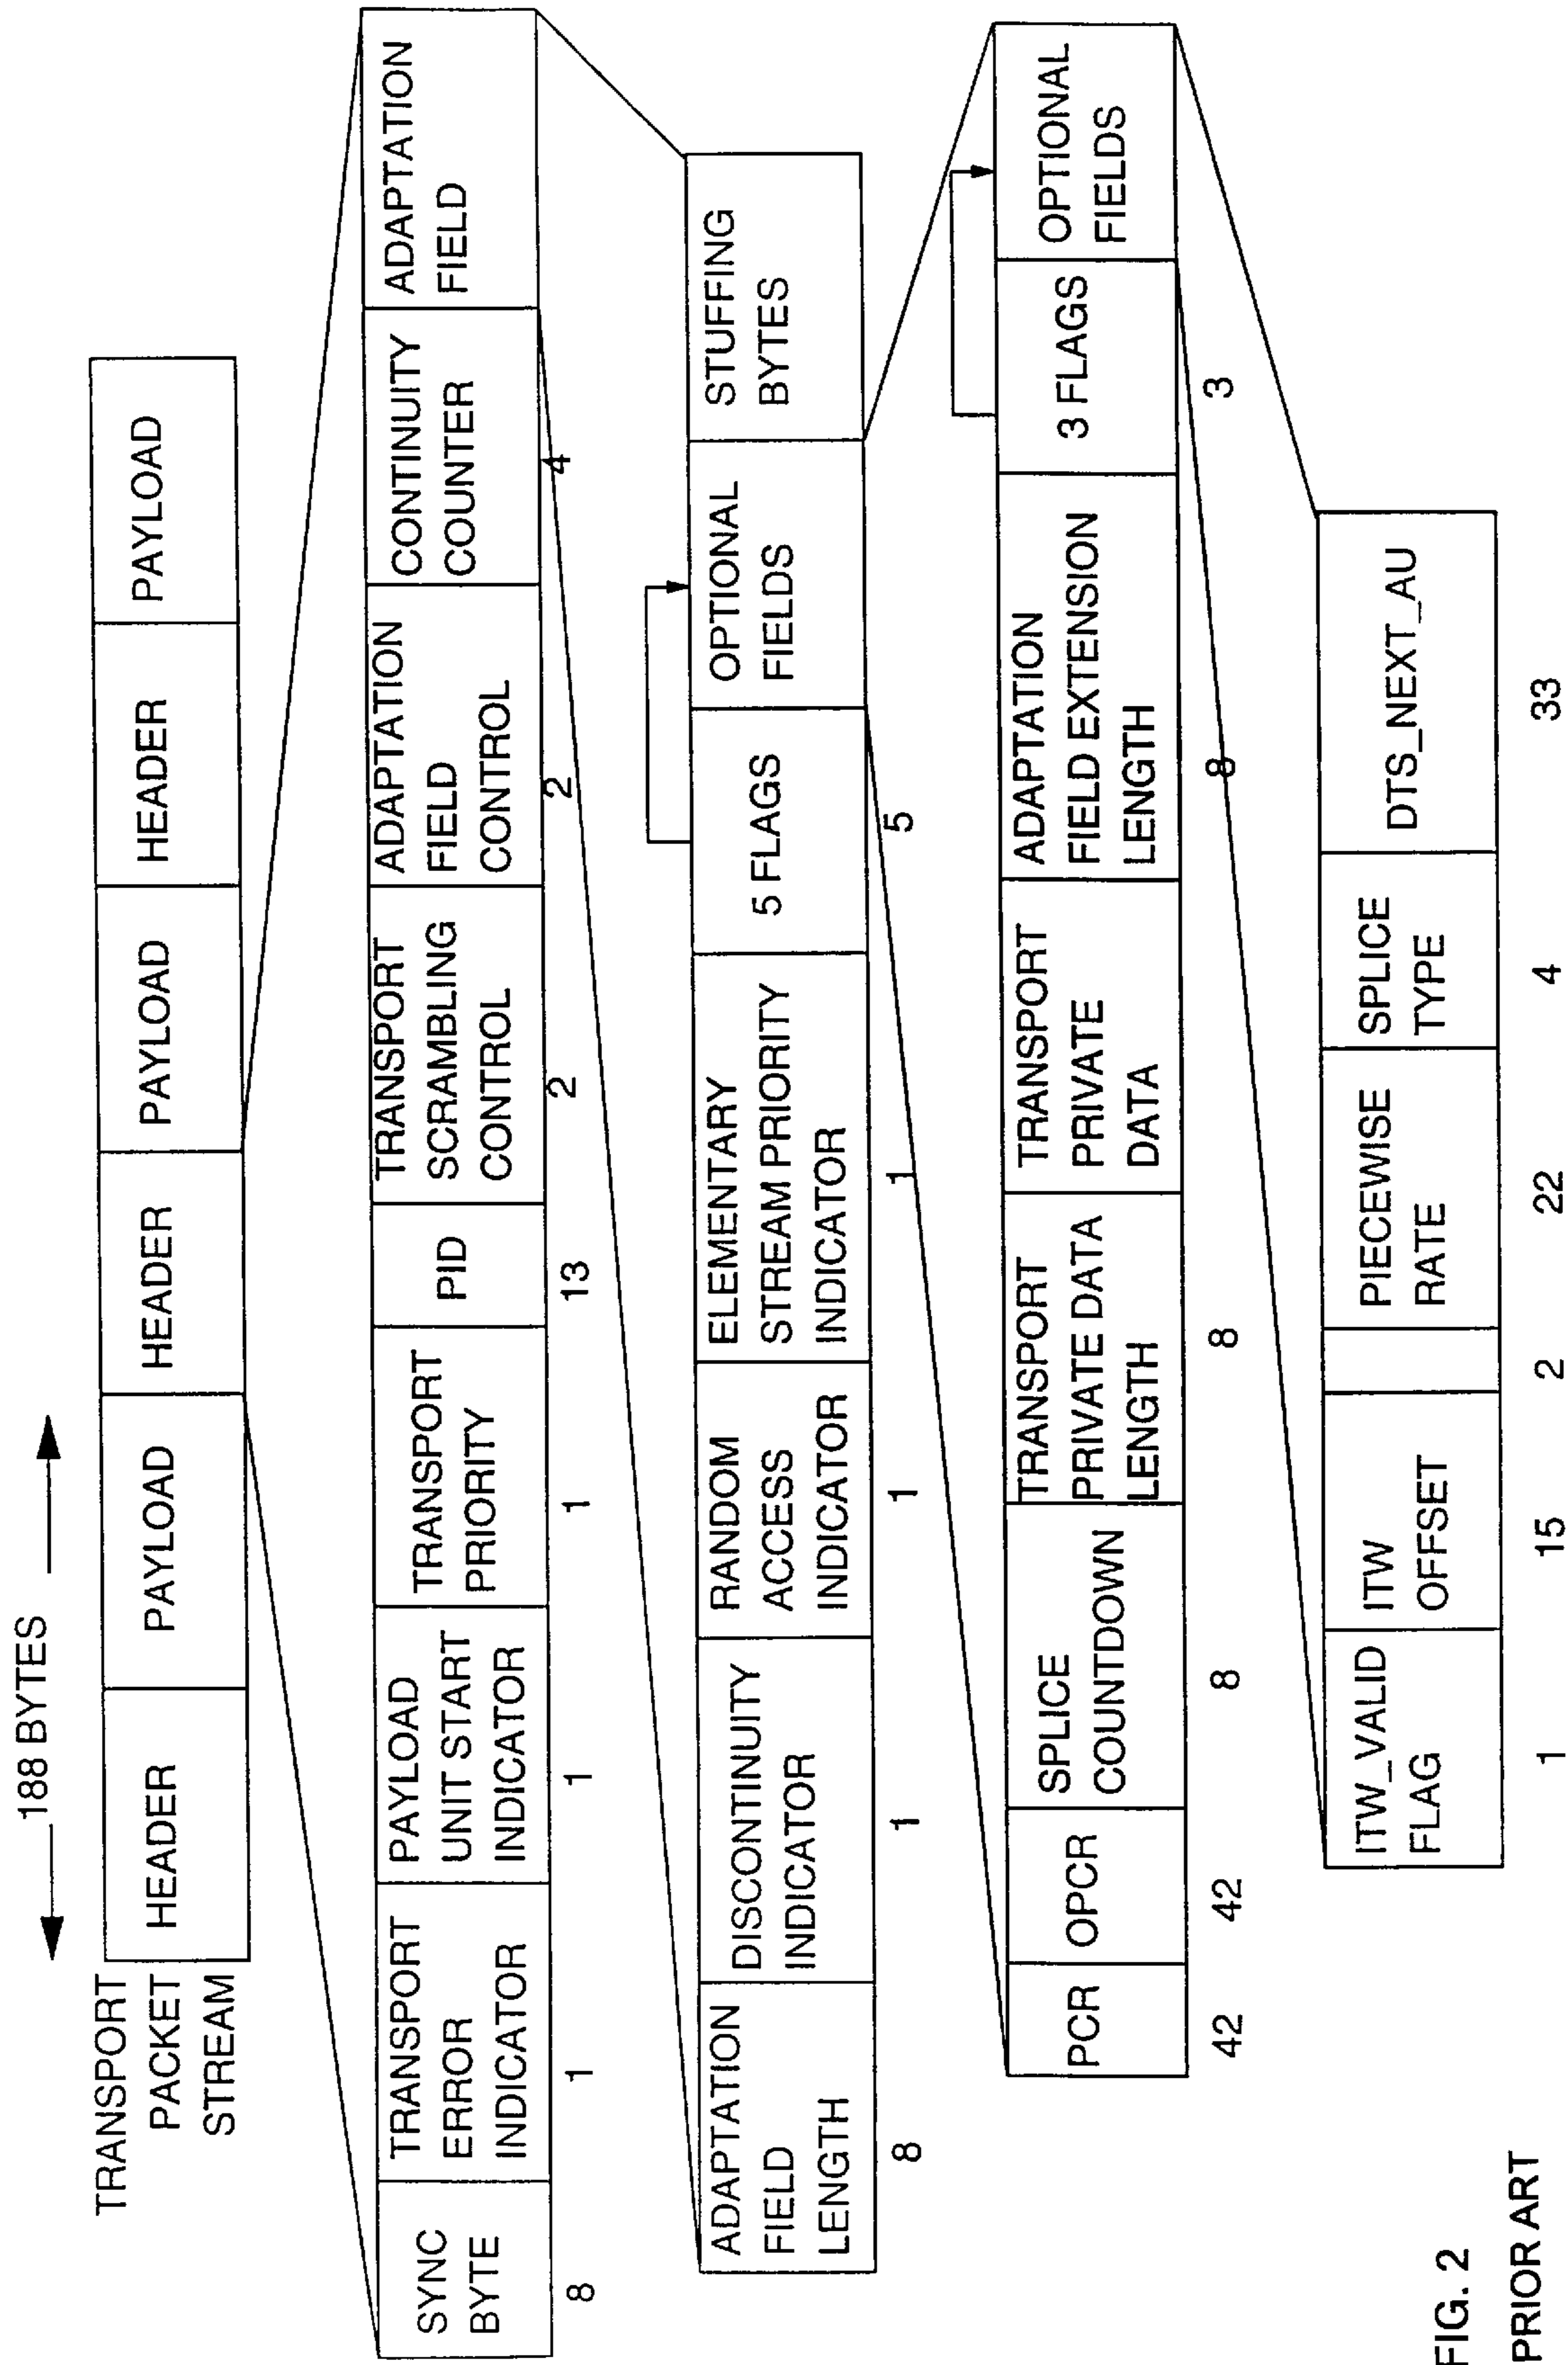 188 BYTES
TRANSPORT
PACKET
STREAM
HEADER
PAYLOAD
HEADER
PAYLOAD
HEADER
PAYLOAD
SYNC
BYTE
8
TRANSPORT
ERROR
INDICATOR
1
PAYLOAD
UNIT START
INDICATOR
1
TRANSPORT
PRIORITY
1
PID
13
TRANSPORT
SCRAMBLING
CONTROL
2
ADAPTATION
FIELD
CONTROL
2
CONTINUITY
COUNTER
4
ADAPTATION
FIELD
ADAPTATION
FIELD
LENGTH
8
DISCONTINUITY
INDICATOR
1
RANDOM
ACCESS
INDICATOR
1
ELEMENTARY
STREAM PRIORITY
INDICATOR
1
5 FLAGS
5
OPTIONAL
FIELDS
STUFFING
BYTES
PCR
42
OPCR
42
SPLICE
COUNTDOWN
8
TRANSPORT
PRIVATE DATA
LENGTH
8
TRANSPORT
PRIVATE
DATA
ADAPTATION
FIELD EXTENSION
LENGTH
8
3 FLAGS
3
OPTIONAL
FIELDS
ITW_VALID
FLAG
1
ITW
OFFSET
15
2
PIECEWISE
RATE
22
SPLICE
TYPE
4
DTS_NEXT_AU
33
FIG. 2
PRIOR ART